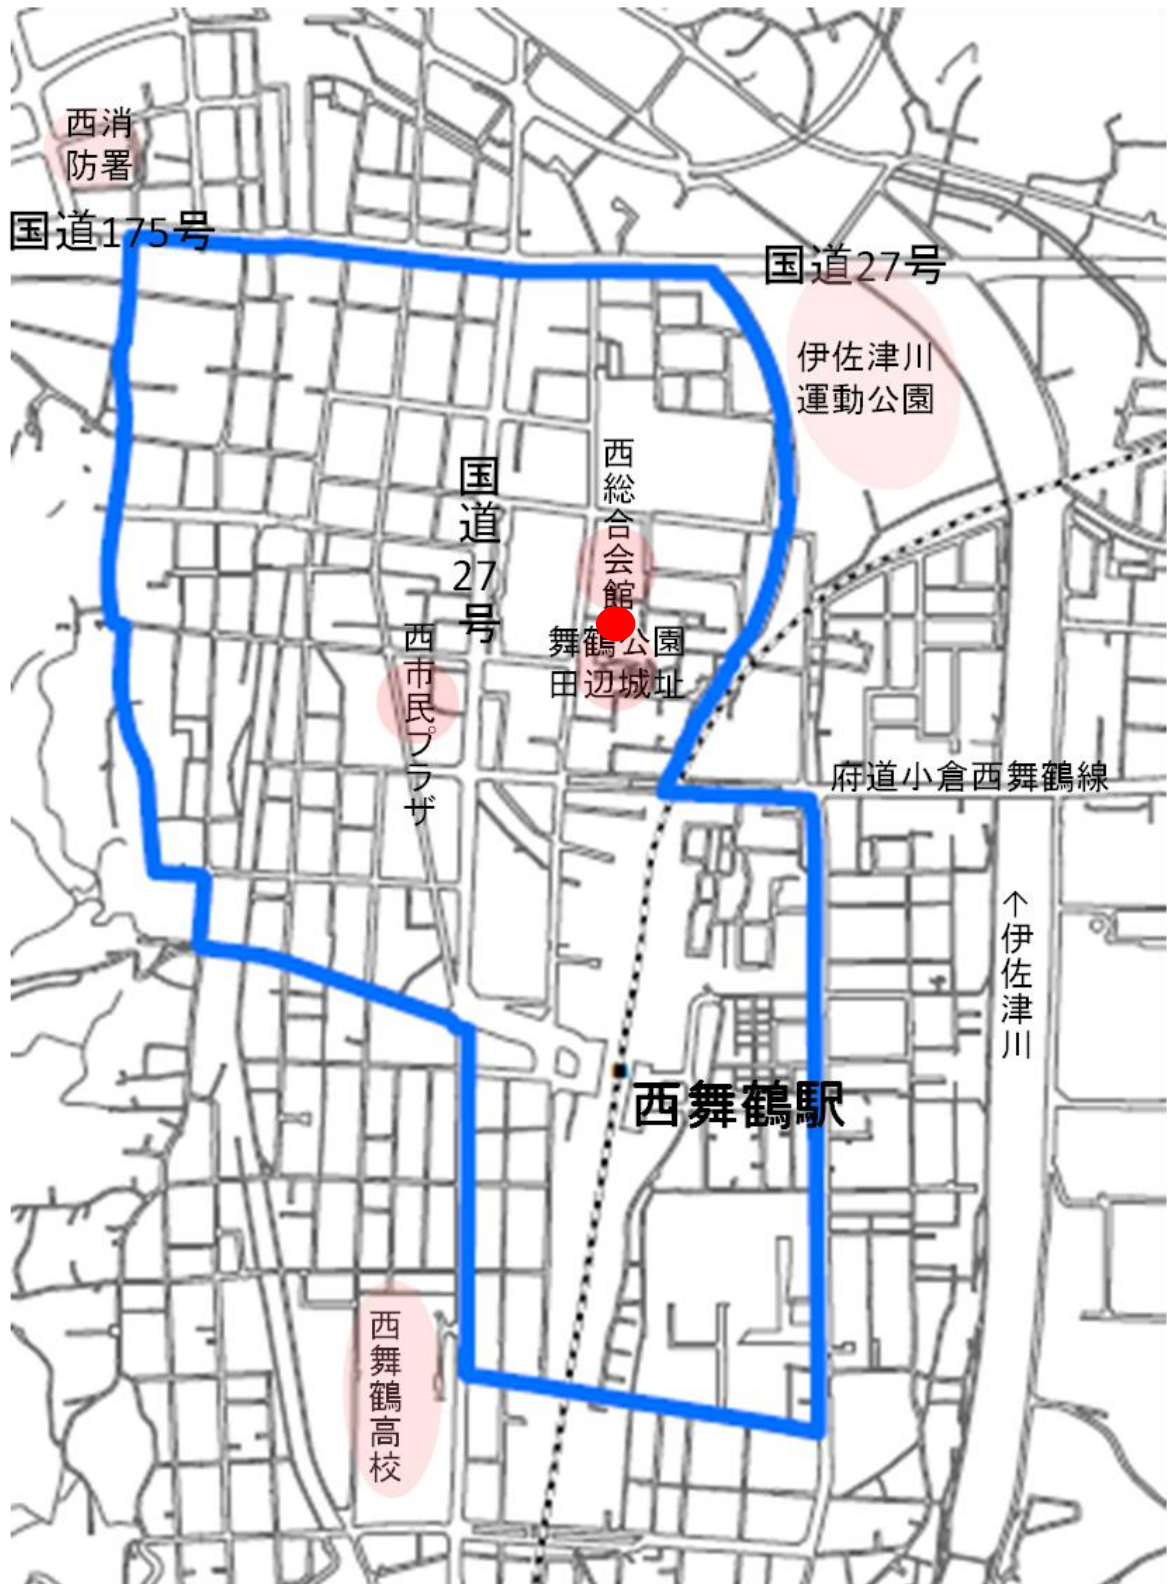 西消
防署
国道175号
国道27号
伊佐津川
運動公園
国道27号
西総合会館
舞鶴公園
田辺城址
西市民プラザ
府道小倉西舞鶴線
↑伊佐津川
西舞鶴駅
西舞鶴高校